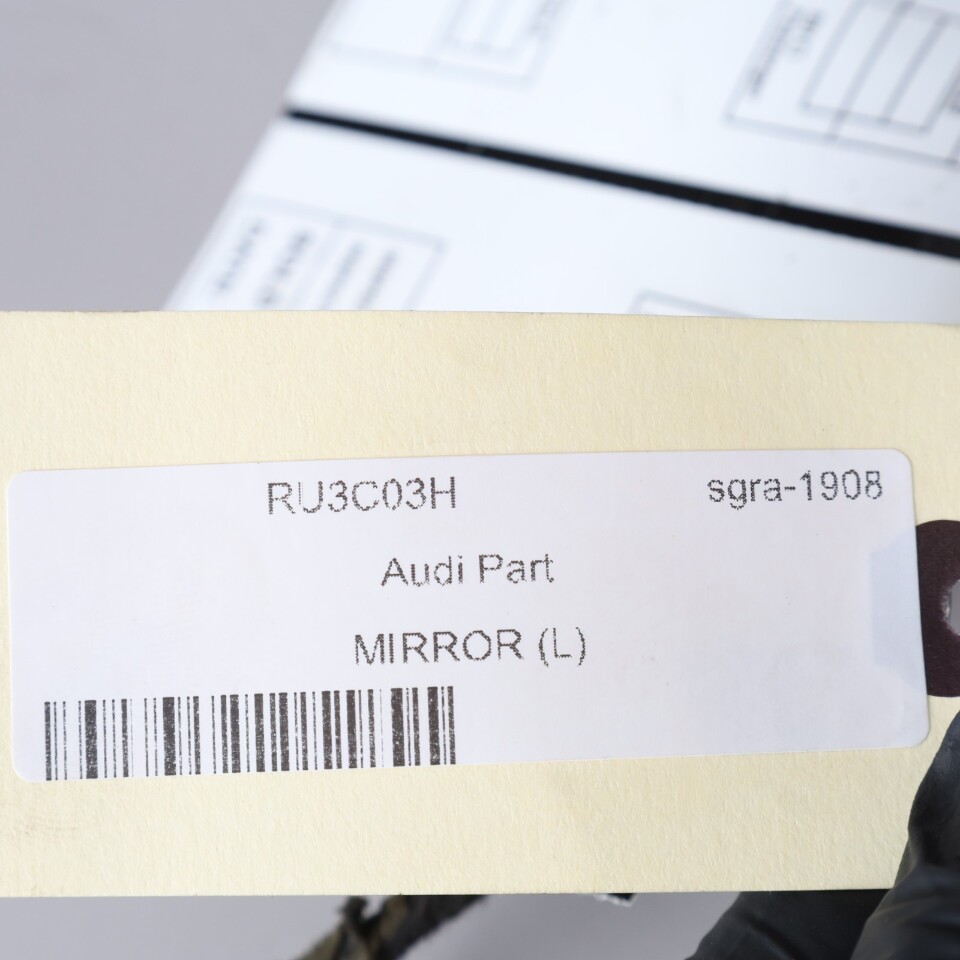 RU3C03H sgra-1908
Audi Part
MIRROR (L)